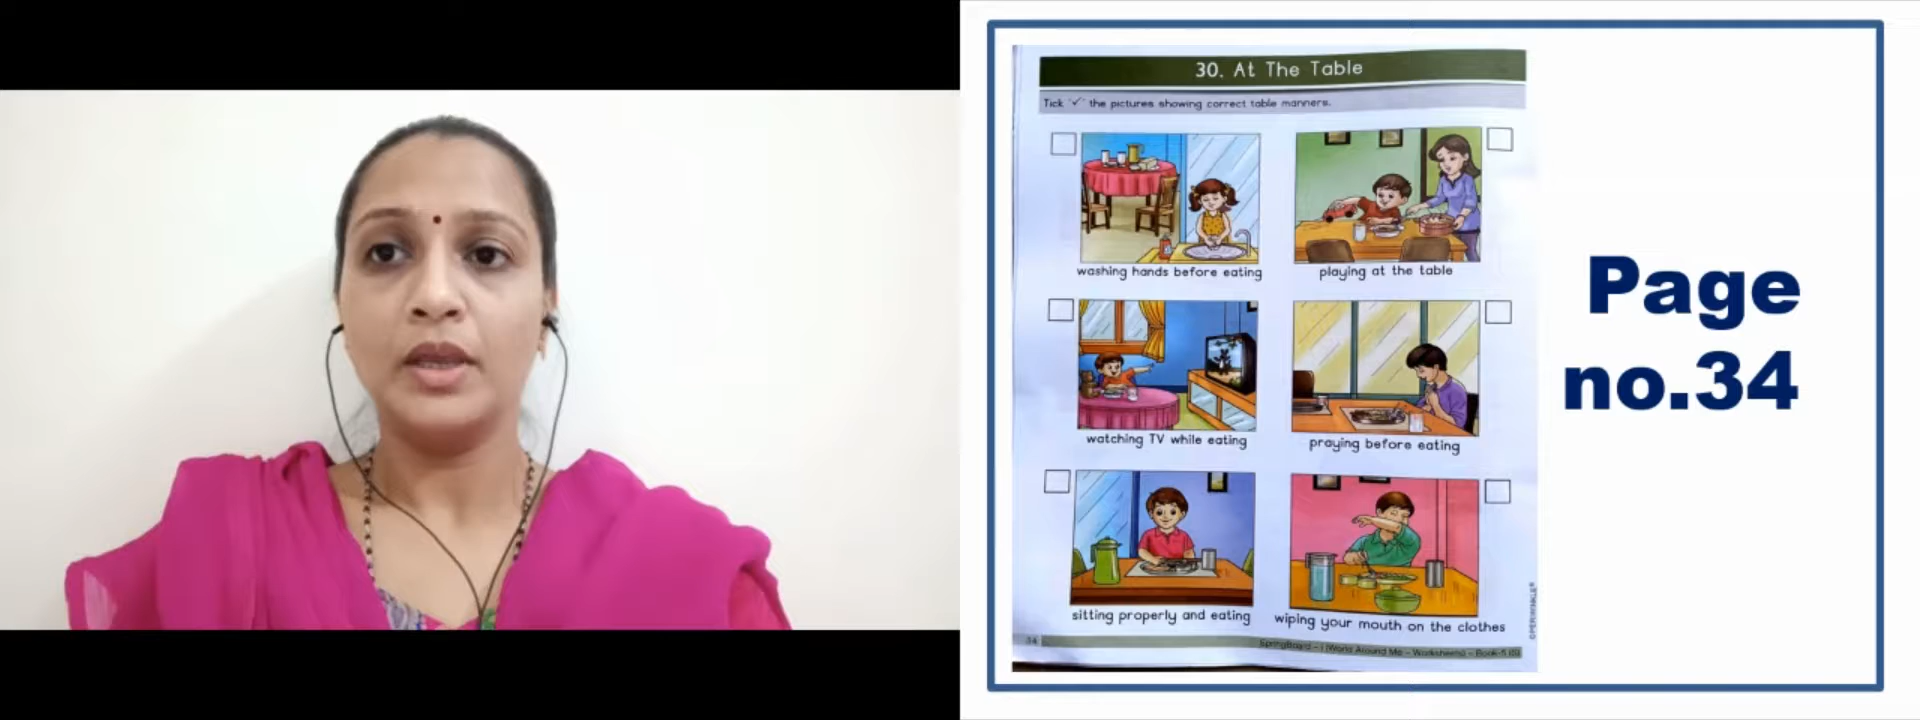 30. At The Table
Tick '✓' the pictures showing correct table manners.
washing hands before eating
playing at the table
watching TV while eating
praying before eating
sitting properly and eating
wiping your mouth on the clothes
34
SpringBoard - I (World Around Me - Worksheets) - Book-5
©PERIWINKLE
Page
no.34